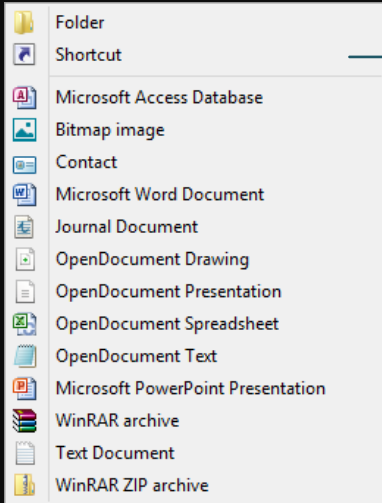 Folder
Shortcut
Microsoft Access Database
Bitmap image
Contact
Microsoft Word Document
Journal Document
OpenDocument Drawing
OpenDocument Presentation
OpenDocument Spreadsheet
OpenDocument Text
Microsoft PowerPoint Presentation
WinRAR archive
Text Document
WinRAR ZIP archive